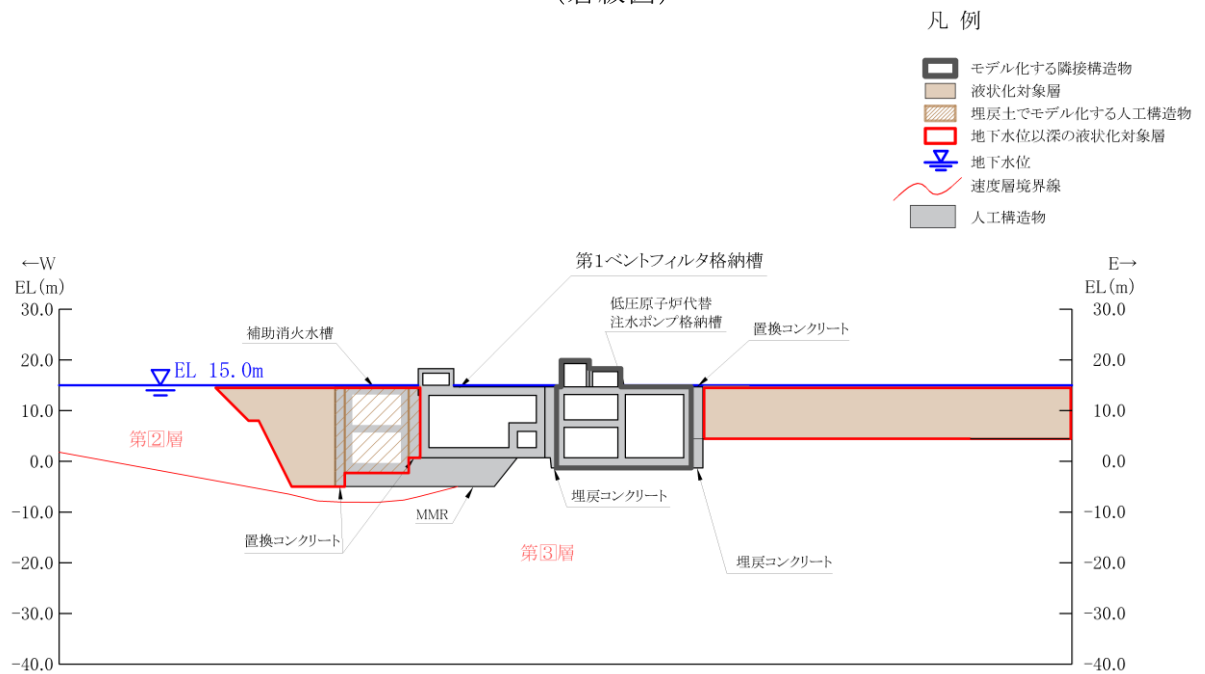 凡 例
モデル化する隣接構造物
液状化対象層
埋戻土でモデル化する人工構造物
地下水位以深の液状化対象層
地下水位
速度層境界線
人工構造物
←W
EL(m)
E→
EL(m)
第1ベントフィルタ格納槽
低圧原子炉代替
注水ポンプ格納槽
補助消火水槽
置換コンクリート
EL 15.0m
30.0
20.0
10.0
0.0
-10.0
-20.0
-30.0
-40.0
30.0
20.0
10.0
0.0
-10.0
-20.0
-30.0
-40.0
第②層
置換コンクリート
MMR
埋戻コンクリート
第③層
埋戻コンクリート